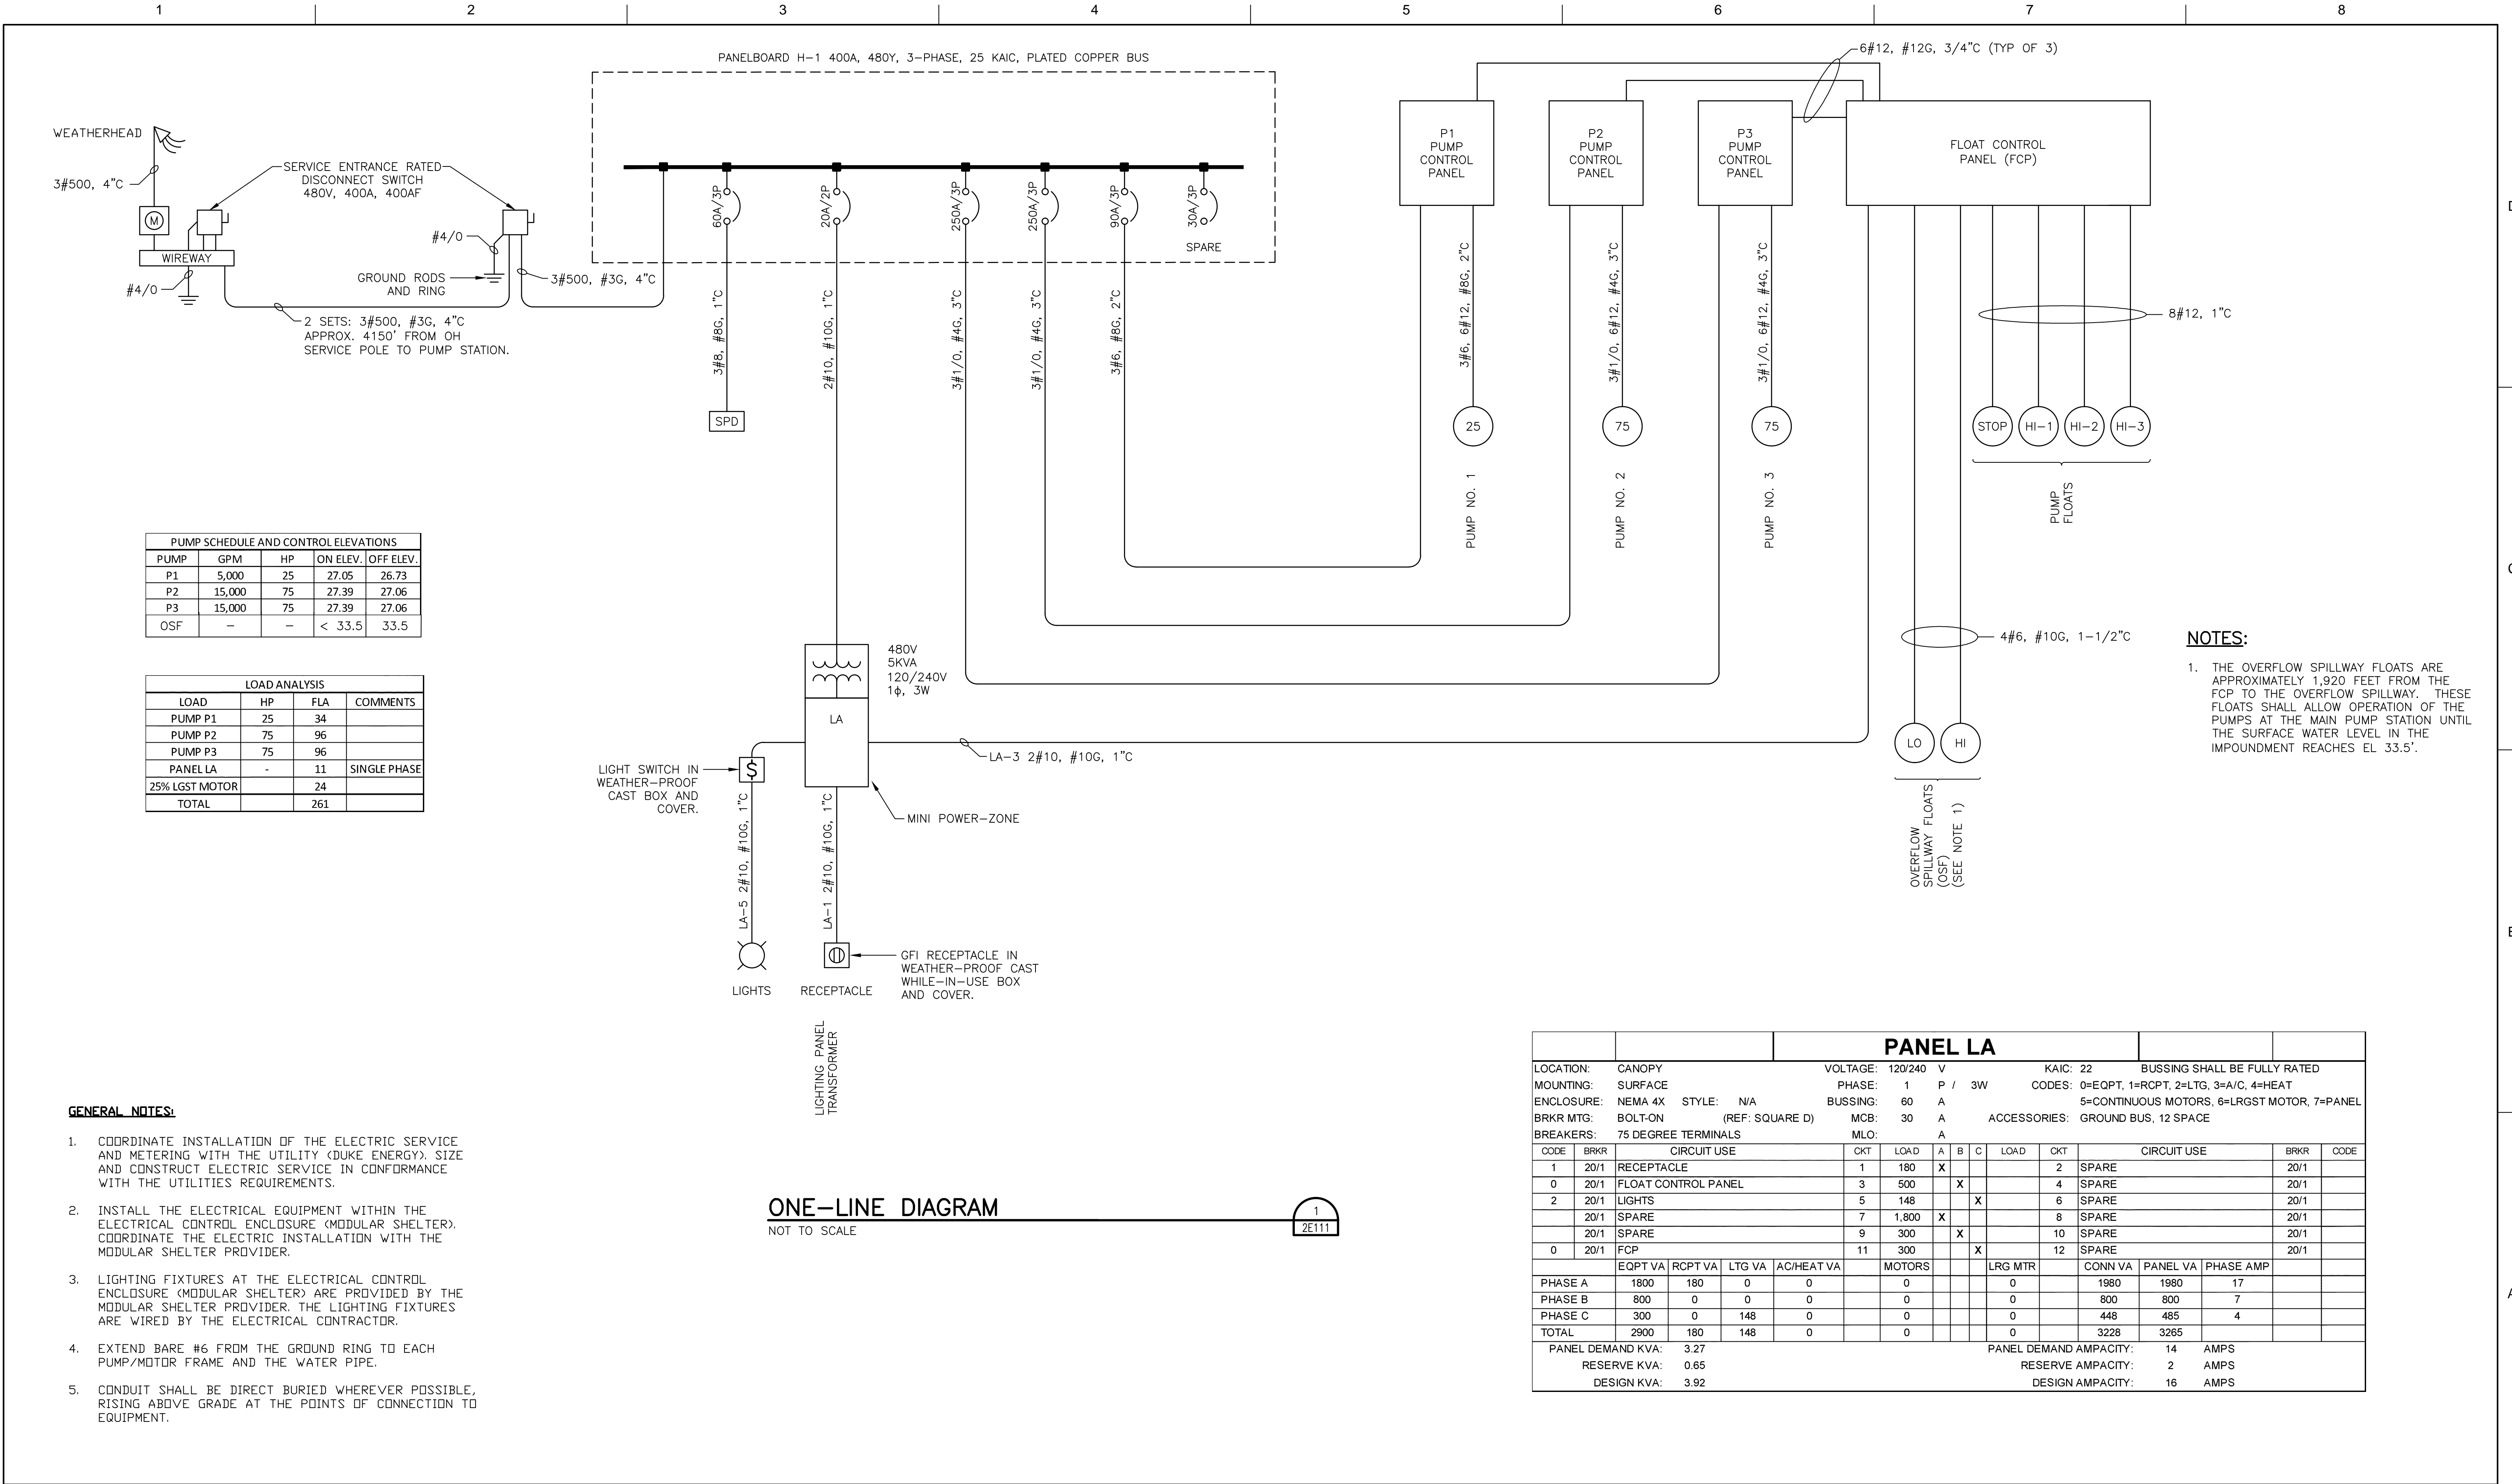 1 2 3 4 5 6 7 8
PANELBOARD H-1 400A, 480Y, 3-PHASE, 25 KAIC, PLATED COPPER BUS
6#12, #12G, 3/4"C (TYP OF 3)
WEATHERHEAD
3#500, 4"C
SERVICE ENTRANCE RATED
DISCONNECT SWITCH
480V, 400A, 400AF
M
WIREWAY
#4/0
#4/0
GROUND RODS
AND RING
3#500, #3G, 4"C
2 SETS: 3#500, #3G, 4"C
APPROX. 4150' FROM OH
SERVICE POLE TO PUMP STATION.
60A/3P
20A/2P
250A/3P
250A/3P
90A/3P
30A/3P
SPARE
3#8, #8G, 1"C
2#10, #10G, 1"C
3#1/0, #4G, 3"C
3#1/0, #4G, 3"C
3#6, #8G, 2"C
SPD
P1
PUMP
CONTROL
PANEL
P2
PUMP
CONTROL
PANEL
P3
PUMP
CONTROL
PANEL
FLOAT CONTROL
PANEL (FCP)
3#6, 6#12, #8G, 2"C
3#1/0, 6#12, #4G, 3"C
3#1/0, 6#12, #4G, 3"C
8#12, 1"C
25
75
75
STOP
HI-1
HI-2
HI-3
PUMP NO. 1
PUMP NO. 2
PUMP NO. 3
PUMP
FLOATS
D
C
B
A
PUMP SCHEDULE AND CONTROL ELEVATIONS
PUMP GPM HP ON ELEV. OFF ELEV.
P1 5,000 25 27.05 26.73
P2 15,000 75 27.39 27.06
P3 15,000 75 27.39 27.06
OSF – – < 33.5 33.5
LOAD ANALYSIS
LOAD HP FLA COMMENTS
PUMP P1 25 34
PUMP P2 75 96
PUMP P3 75 96
PANEL LA - 11 SINGLE PHASE
25% LGST MOTOR 24
TOTAL 261
480V
5KVA
120/240V
1ϕ, 3W
LA
LA-3 2#10, #10G, 1"C
LIGHT SWITCH IN
WEATHER-PROOF
CAST BOX AND
COVER.
$
MINI POWER-ZONE
LA-5 2#10, #10G, 1"C
LA-1 2#10, #10G, 1"C
GFI RECEPTACLE IN
WEATHER-PROOF CAST
WHILE-IN-USE BOX
AND COVER.
LIGHTS
RECEPTACLE
LIGHTING PANEL
TRANSFORMER
4#6, #10G, 1-1/2"C
LO
HI
OVERFLOW
SPILLWAY FLOATS
(OSF)
(SEE NOTE 1)
NOTES:
1. THE OVERFLOW SPILLWAY FLOATS ARE
APPROXIMATELY 1,920 FEET FROM THE
FCP TO THE OVERFLOW SPILLWAY. THESE
FLOATS SHALL ALLOW OPERATION OF THE
PUMPS AT THE MAIN PUMP STATION UNTIL
THE SURFACE WATER LEVEL IN THE
IMPOUNDMENT REACHES EL 33.5'.
GENERAL NOTES:
1. COORDINATE INSTALLATION OF THE ELECTRIC SERVICE
AND METERING WITH THE UTILITY (DUKE ENERGY). SIZE
AND CONSTRUCT ELECTRIC SERVICE IN CONFORMANCE
WITH THE UTILITIES REQUIREMENTS.
2. INSTALL THE ELECTRICAL EQUIPMENT WITHIN THE
ELECTRICAL CONTROL ENCLOSURE (MODULAR SHELTER).
COORDINATE THE ELECTRIC INSTALLATION WITH THE
MODULAR SHELTER PROVIDER.
3. LIGHTING FIXTURES AT THE ELECTRICAL CONTROL
ENCLOSURE (MODULAR SHELTER) ARE PROVIDED BY THE
MODULAR SHELTER PROVIDER. THE LIGHTING FIXTURES
ARE WIRED BY THE ELECTRICAL CONTRACTOR.
4. EXTEND BARE #6 FROM THE GROUND RING TO EACH
PUMP/MOTOR FRAME AND THE WATER PIPE.
5. CONDUIT SHALL BE DIRECT BURIED WHEREVER POSSIBLE,
RISING ABOVE GRADE AT THE POINTS OF CONNECTION TO
EQUIPMENT.
ONE-LINE DIAGRAM
NOT TO SCALE
1
2E111
PANEL LA
LOCATION: CANOPY VOLTAGE: 120/240 V KAIC: 22 BUSSING SHALL BE FULLY RATED
MOUNTING: SURFACE PHASE: 1 P / 3W CODES: 0=EQPT, 1=RCPT, 2=LTG, 3=A/C, 4=HEAT
ENCLOSURE: NEMA 4X STYLE: N/A BUSSING: 60 A 5=CONTINUOUS MOTORS, 6=LRGST MOTOR, 7=PANEL
BRKR MTG: BOLT-ON (REF: SQUARE D) MCB: 30 A ACCESSORIES: GROUND BUS, 12 SPACE
BREAKERS: 75 DEGREE TERMINALS MLO: A
CODE BRKR CIRCUIT USE CKT LOAD A B C LOAD CKT CIRCUIT USE BRKR CODE
1 20/1 RECEPTACLE 1 180 X 2 SPARE 20/1
0 20/1 FLOAT CONTROL PANEL 3 500 X 4 SPARE 20/1
2 20/1 LIGHTS 5 148 X 6 SPARE 20/1
20/1 SPARE 7 1,800 X 8 SPARE 20/1
20/1 SPARE 9 300 X 10 SPARE 20/1
0 20/1 FCP 11 300 X 12 SPARE 20/1
EQPT VA RCPT VA LTG VA AC/HEAT VA MOTORS LRG MTR CONN VA PANEL VA PHASE AMP
PHASE A 1800 180 0 0 0 0 1980 1980 17
PHASE B 800 0 0 0 0 0 800 800 7
PHASE C 300 0 148 0 0 0 448 485 4
TOTAL 2900 180 148 0 0 0 3228 3265
PANEL DEMAND KVA: 3.27 PANEL DEMAND AMPACITY: 14 AMPS
RESERVE KVA: 0.65 RESERVE AMPACITY: 2 AMPS
DESIGN KVA: 3.92 DESIGN AMPACITY: 16 AMPS